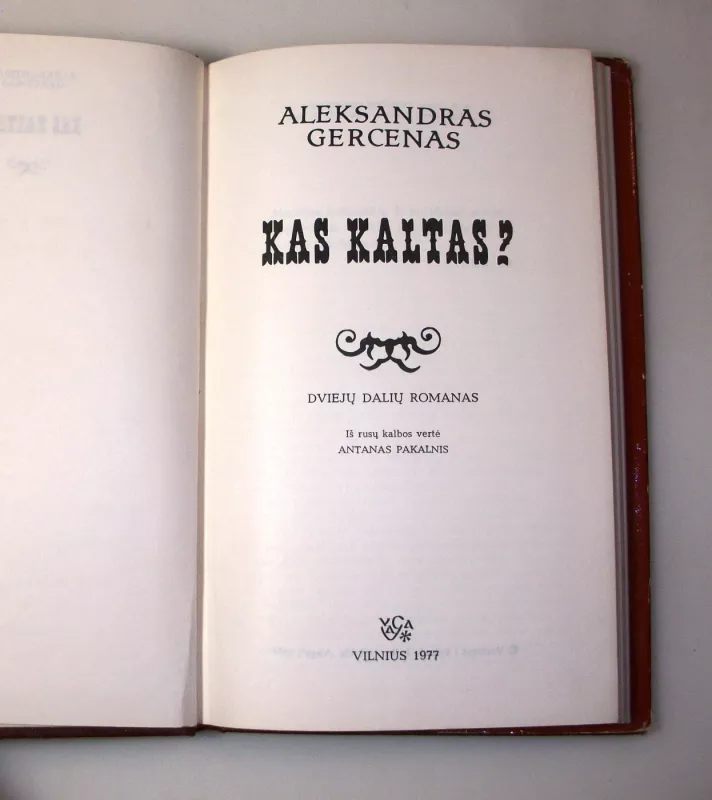 ALEKSANDRAS
GERCENAS
KAS KALTAS?
DVIEJŲ DALIŲ ROMANAS
Iš rusų kalbos vertė
ANTANAS PAKALNIS
VAGA
VILNIUS 1977